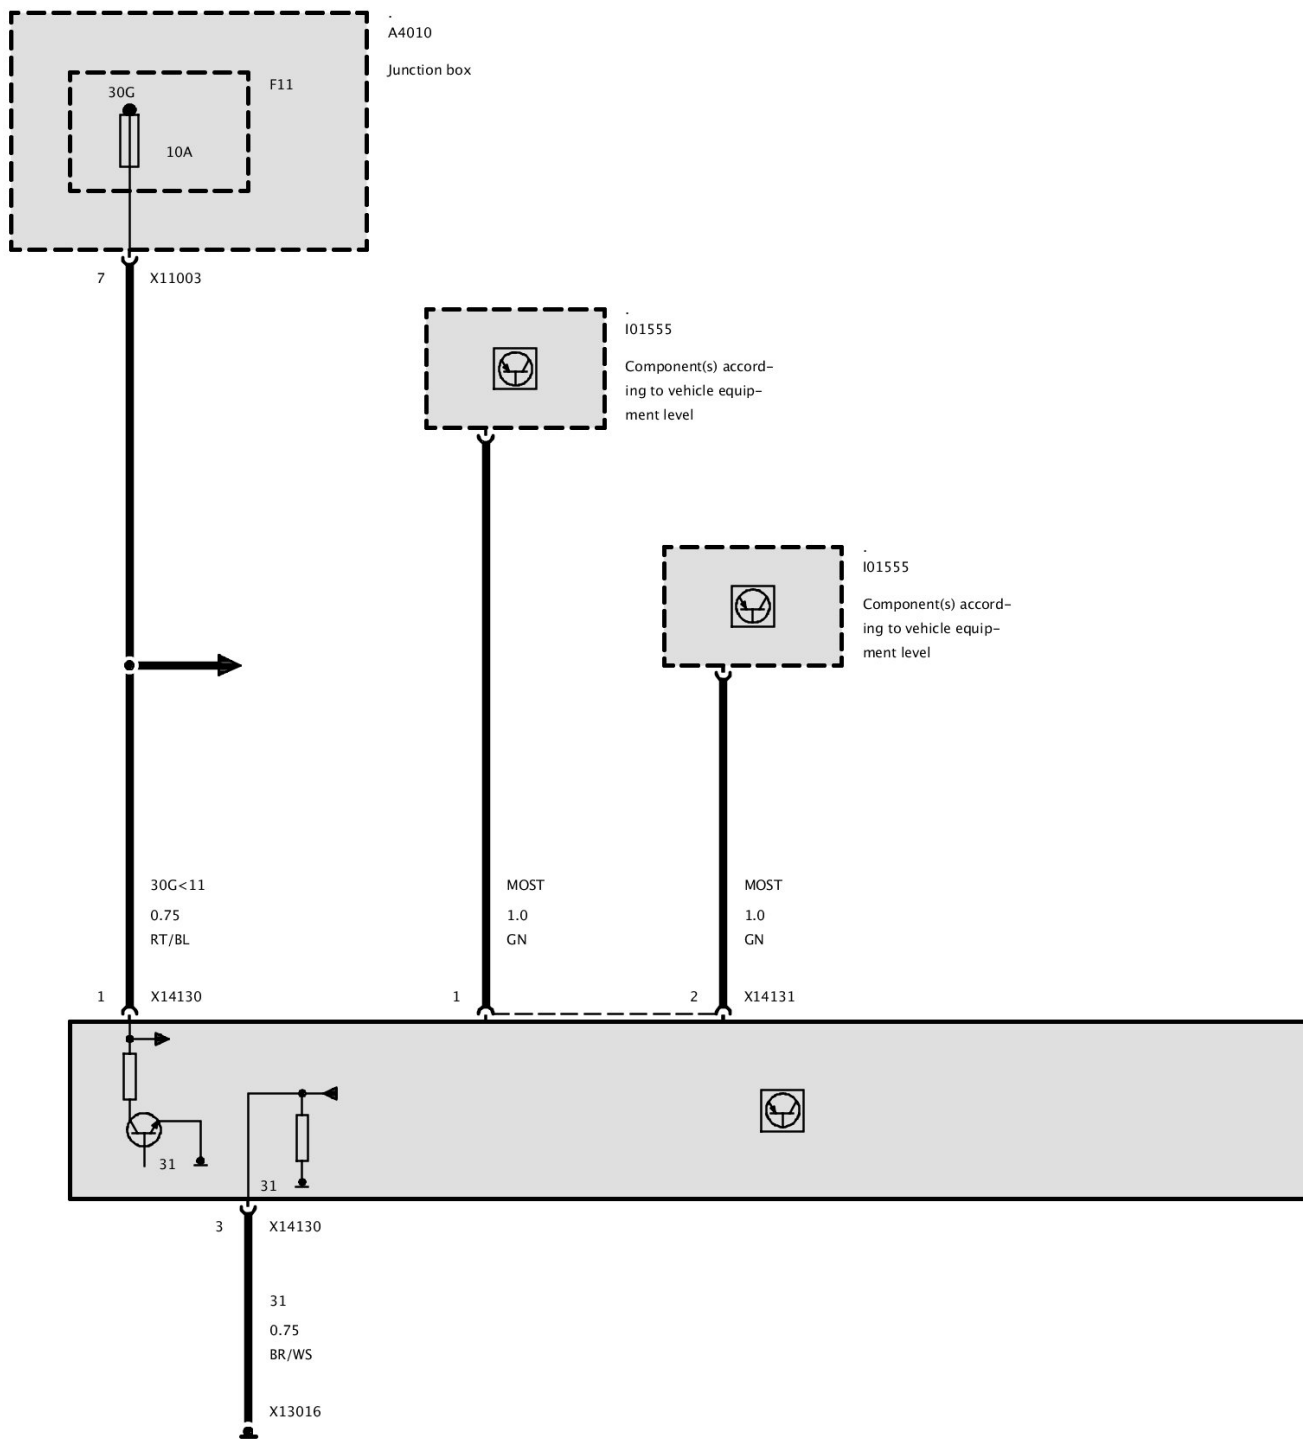 .
A4010
Junction box
F11
30G
10A
7
X11003
.
I01555
Component(s) accord-
ing to vehicle equip-
ment level
.
I01555
Component(s) accord-
ing to vehicle equip-
ment level
30G<11
0.75
RT/BL
MOST
1.0
GN
MOST
1.0
GN
1
X14130
1
2
X14131
31
31
3
X14130
31
0.75
BR/WS
X13016